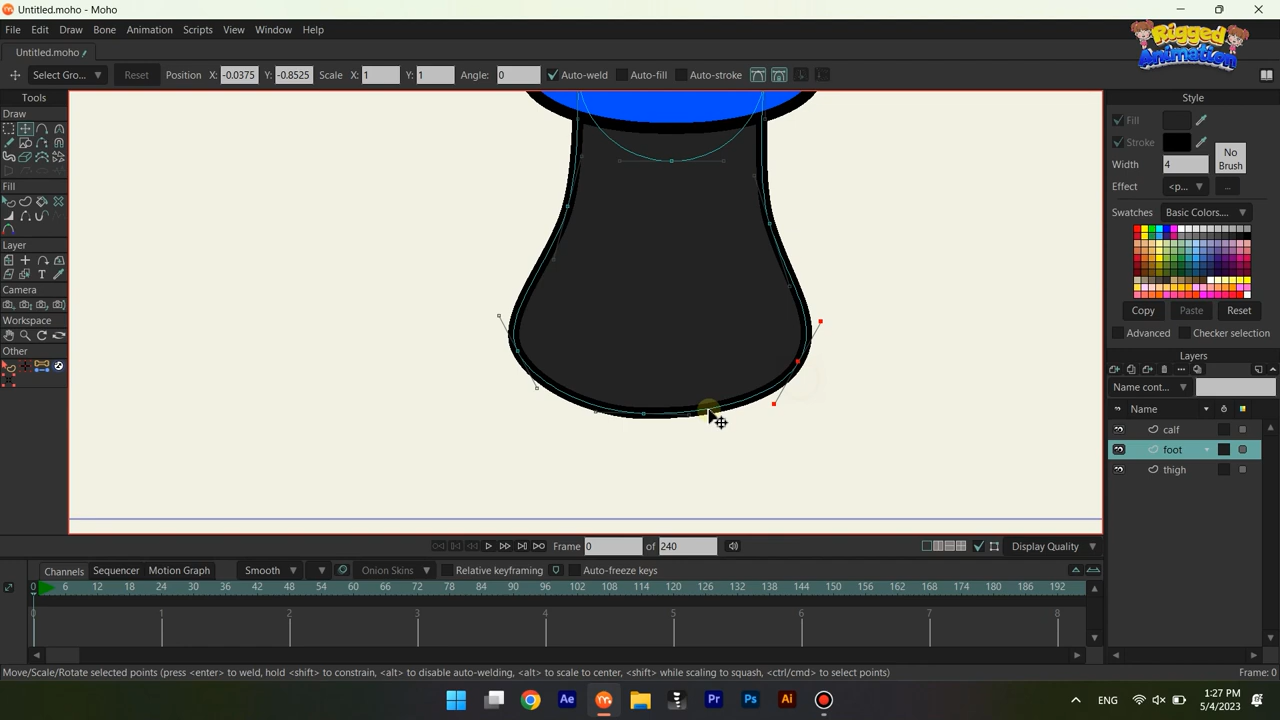 Untitled.moho - Moho
File Edit Draw Bone Animation Scripts View Window Help
Rigged Animation
Untitled.moho
Select Gro... Reset Position X: -0.0375 Y: -0.8525 Scale X: 1 Y: 1 Angle: 0 Auto-weld Auto-fill Auto-stroke
Tools
Draw
Fill
Layer
Camera
Workspace
Other
Style
Fill
Stroke
No Brush
Width 4
Effect <p... ...
Swatches Basic Colors....
Copy Paste Reset
Advanced Checker selection
Layers
Name cont...
Name
calf
foot
thigh
Frame 0 of 240 Display Quality
Channels Sequencer Motion Graph Smooth Onion Skins Relative keyframing Auto-freeze keys
0 6 12 18 24 30 36 42 48 54 60 66 72 78 84 90 96 102 108 114 120 126 132 138 144 150 156 162 168 174 180 186 192
0 1 2 3 4 5 6 7 8
Move/Scale/Rotate selected points (press <enter> to weld, hold <shift> to constrain, <alt> to disable auto-welding, <alt> to scale to center, <shift> while scaling to squash, <ctrl/cmd> to select points) Frame: 0
Ae Pr Ps Ai
ENG
1:27 PM
5/4/2023